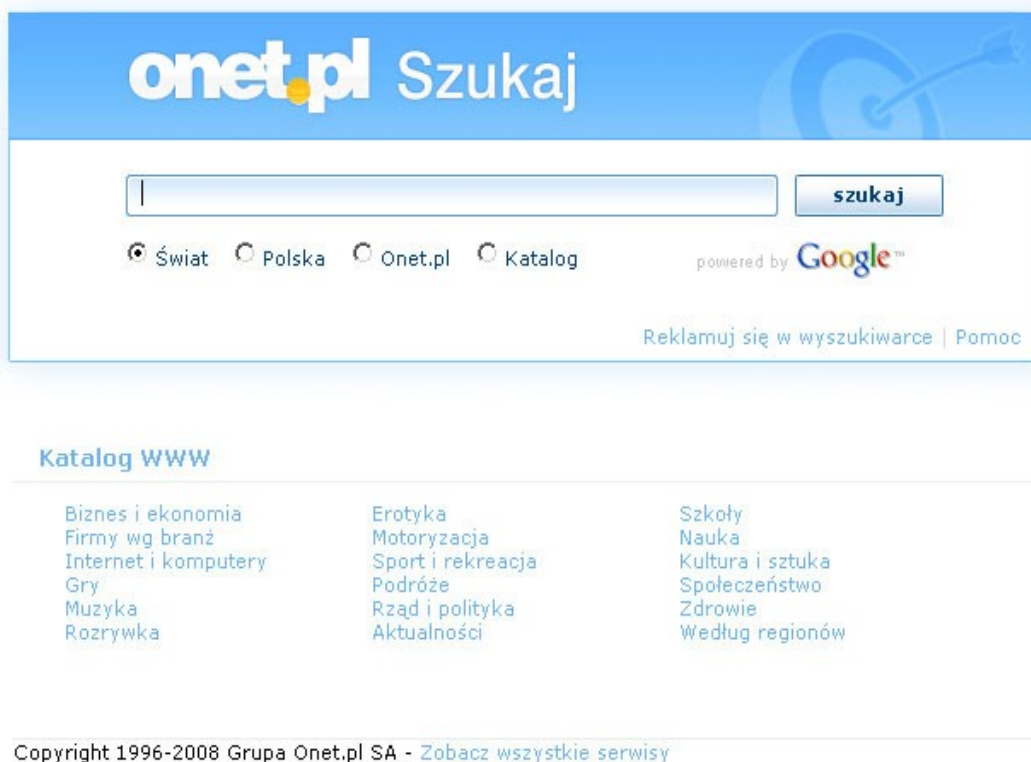 onet.pl Szukaj
szukaj
Świat Polska Onet.pl Katalog powered by Google™
Reklamuj się w wyszukiwarce | Pomoc
Katalog WWW
Biznes i ekonomia Erotyka Szkoły
Firmy wg branż Motoryzacja Nauka
Internet i komputery Sport i rekreacja Kultura i sztuka
Gry Podróże Społeczeństwo
Muzyka Rząd i polityka Zdrowie
Rozrywka Aktualności Według regionów
Copyright 1996-2008 Grupa Onet.pl SA - Zobacz wszystkie serwisy